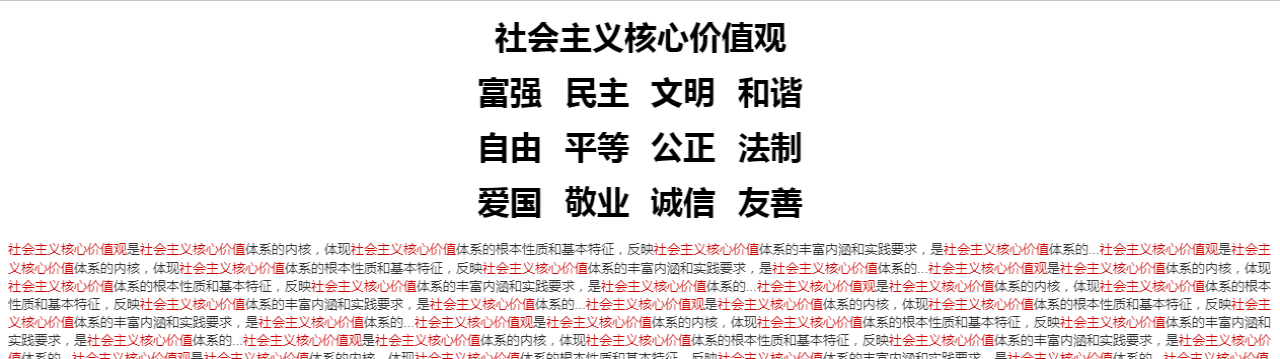 社会主义核心价值观
富强 民主 文明 和谐
自由 平等 公正 法制
爱国 敬业 诚信 友善
社会主义核心价值观是社会主义核心价值体系的内核，体现社会主义核心价值体系的根本性质和基本特征，反映社会主义核心价值体系的丰富内涵和实践要求，是社会主义核心价值体系的...社会主义核心价值观是社会主
义核心价值体系的内核，体现社会主义核心价值体系的根本性质和基本特征，反映社会主义核心价值体系的丰富内涵和实践要求，是社会主义核心价值体系的...社会主义核心价值观是社会主义核心价值体系的内核，体现
社会主义核心价值体系的根本性质和基本特征，反映社会主义核心价值体系的丰富内涵和实践要求，是社会主义核心价值体系的...社会主义核心价值观是社会主义核心价值体系的内核，体现社会主义核心价值体系的根本
性质和基本特征，反映社会主义核心价值体系的丰富内涵和实践要求，是社会主义核心价值体系的...社会主义核心价值观是社会主义核心价值体系的内核，体现社会主义核心价值体系的根本性质和基本特征，反映社会主
义核心价值体系的丰富内涵和实践要求，是社会主义核心价值体系的...社会主义核心价值观是社会主义核心价值体系的内核，体现社会主义核心价值体系的根本性质和基本特征，反映社会主义核心价值体系的丰富内涵和
实践要求，是社会主义核心价值体系的...社会主义核心价值观是社会主义核心价值体系的内核，体现社会主义核心价值体系的根本性质和基本特征，反映社会主义核心价值体系的丰富内涵和实践要求，是社会主义核心价
值体系的...社会主义核心价值观是社会主义核心价值体系的内核，体现社会主义核心价值体系的根本性质和基本特征，反映社会主义核心价值体系的丰富内涵和实践要求，是社会主义核心价值体系的...社会主义核心价值